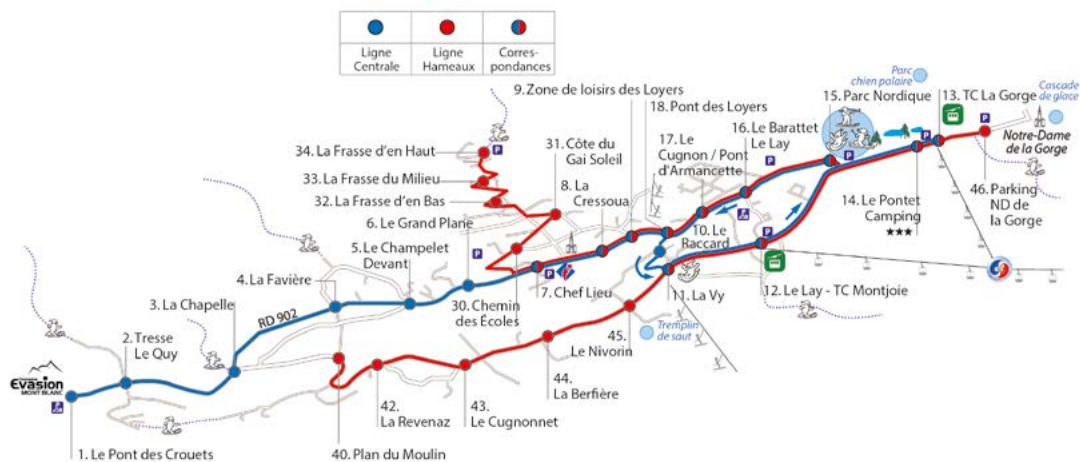 Ligne
Centrale
Ligne
Hameaux
Corres-
pondances
9. Zone de loisirs des Loyers
18. Pont des Loyers
Parc
chien polaire
15. Parc Nordique
13. TC La Gorge
Cascade
de glace
Notre-Dame
de la Gorge
34. La Frasse d'en Haut
31. Côte du
Gai Soleil
17. Le
Cugnon / Pont
d'Armancette
16. Le Barattet
Le Lay
33. La Frasse du Milieu
32. La Frasse d'en Bas
8. La
Cressoua
6. Le Grand Plane
5. Le Champelet
Devant
4. La Favière
3. La Chapelle
RD 902
2. Tresse
Le Quy
30. Chemin
des Écoles
7. Chef Lieu
10. Le
Raccard
11. La Vy
12. Le Lay - TC Montjoie
14. Le Pontet
Camping
★★★
46. Parking
ND de
la Gorge
Tremplin
de saut
45.
Le Nivorin
44.
La Berfière
43.
Le Cugnonnet
42.
La Revenaz
40. Plan du Moulin
1. Le Pont des Crouets
Evasion
MONT BLANC
P
P
P
P
P
P
P
P